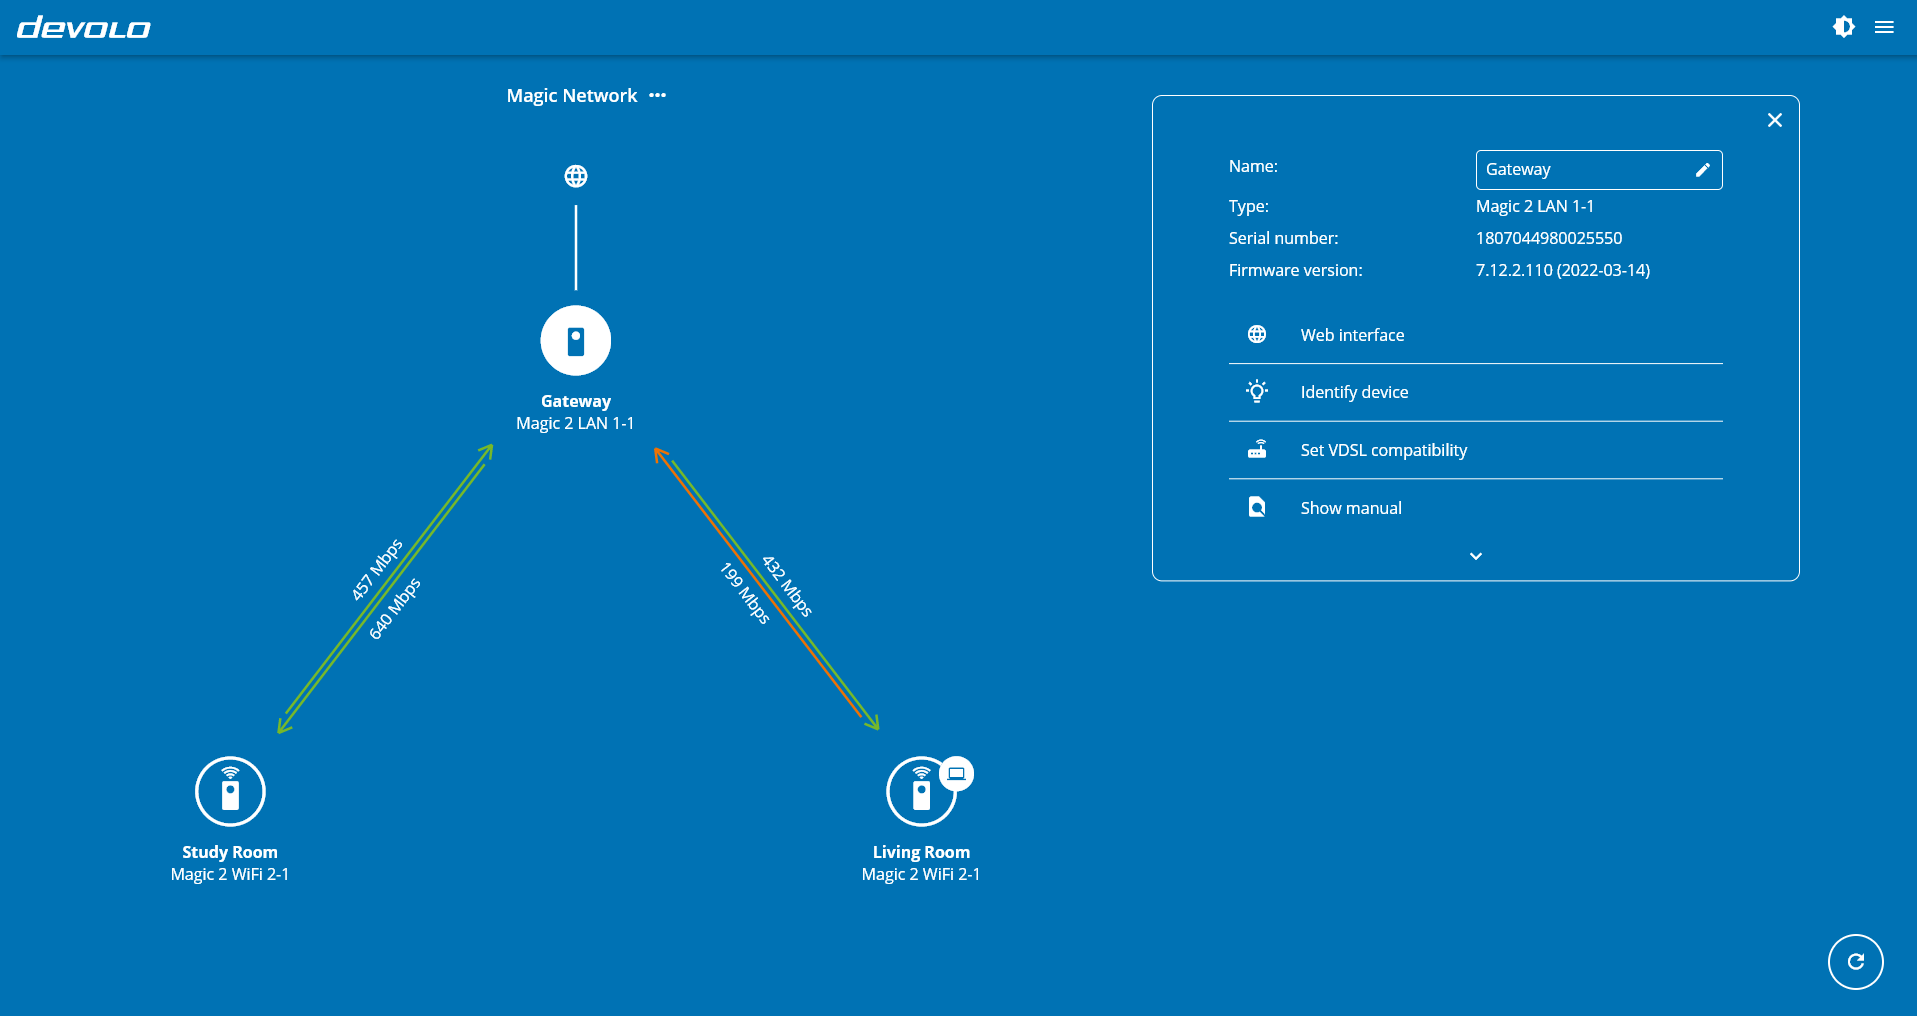 devolo
Magic Network ...
Gateway
Magic 2 LAN 1-1
457 Mbps
640 Mbps
432 Mbps
199 Mbps
Study Room
Magic 2 WiFi 2-1
Living Room
Magic 2 WiFi 2-1
Name: Gateway
Type: Magic 2 LAN 1-1
Serial number: 1807044980025550
Firmware version: 7.12.2.110 (2022-03-14)
Web interface
Identify device
Set VDSL compatibility
Show manual